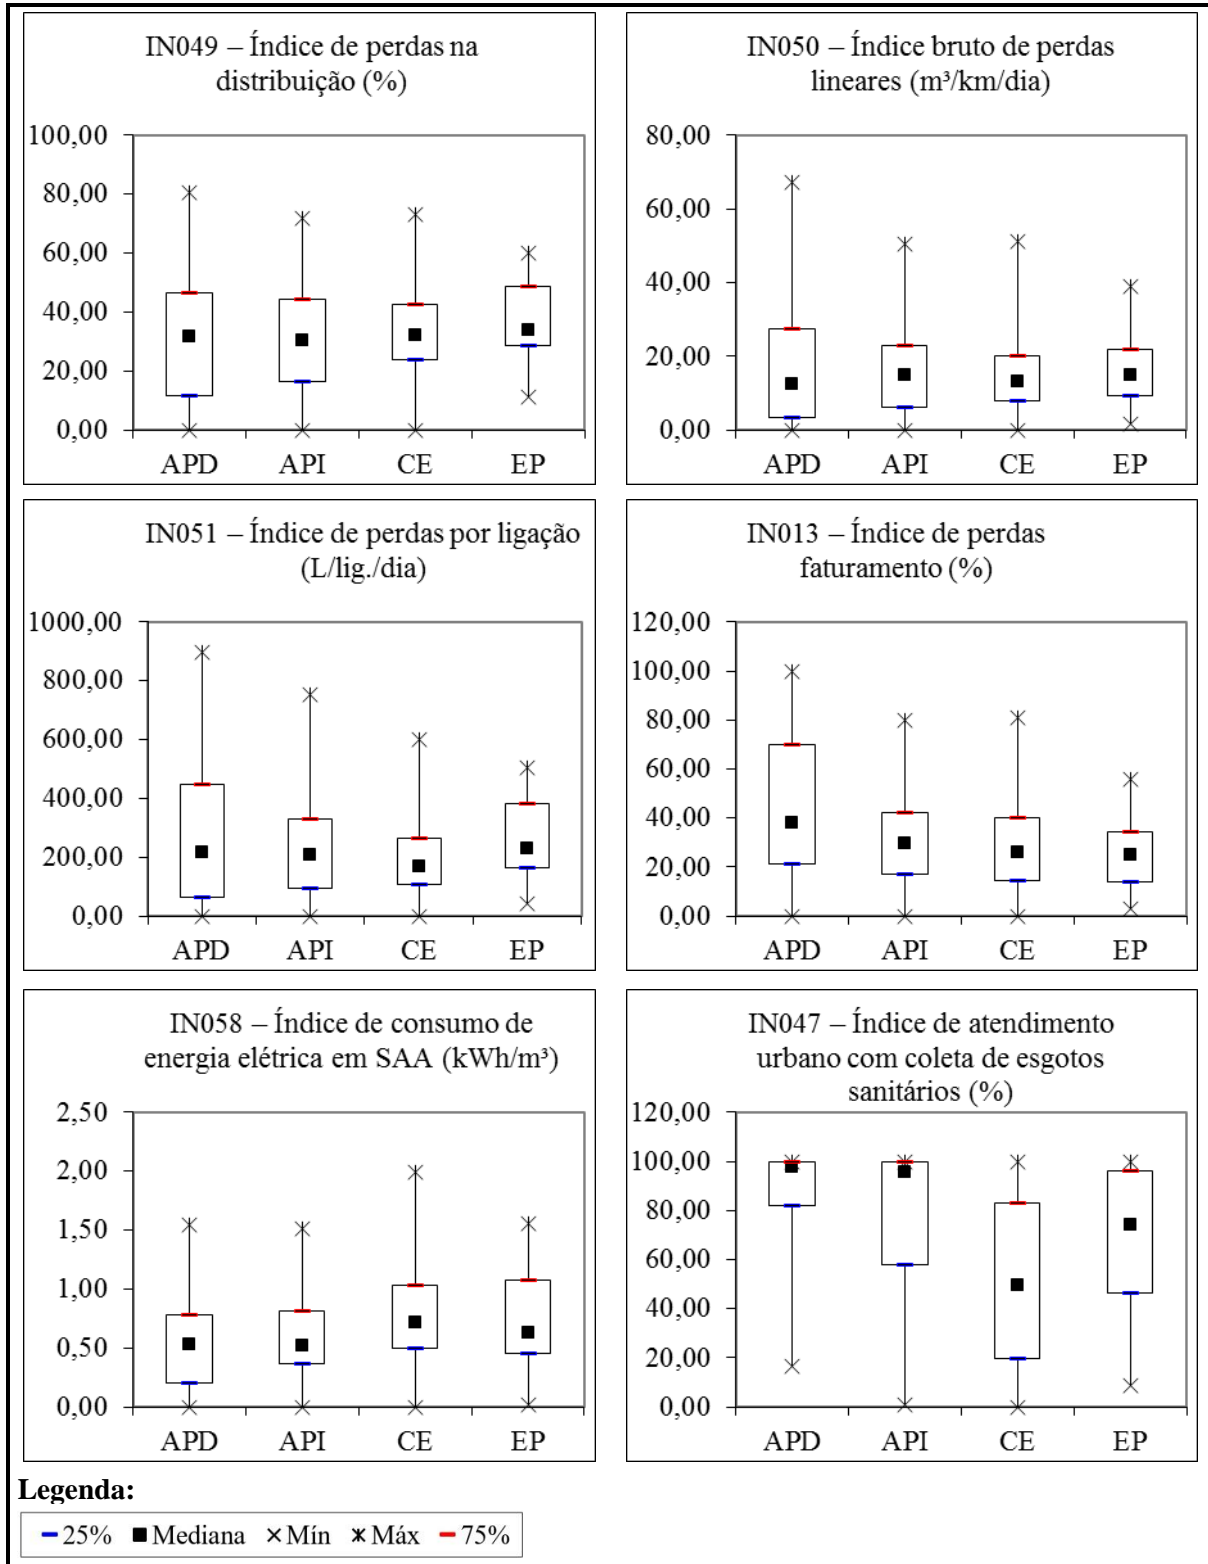 IN049 – Índice de perdas na
distribuição (%)
100,00
80,00
60,00
40,00
20,00
0,00
APD API CE EP
IN050 – Índice bruto de perdas
lineares (m³/km/dia)
80,00
60,00
40,00
20,00
0,00
APD API CE EP
IN051 – Índice de perdas por ligação
(L/lig./dia)
1000,00
800,00
600,00
400,00
200,00
0,00
APD API CE EP
IN013 – Índice de perdas
faturamento (%)
120,00
100,00
80,00
60,00
40,00
20,00
0,00
APD API CE EP
IN058 – Índice de consumo de
energia elétrica em SAA (kWh/m³)
2,50
2,00
1,50
1,00
0,50
0,00
APD API CE EP
IN047 – Índice de atendimento
urbano com coleta de esgotos
sanitários (%)
120,00
100,00
80,00
60,00
40,00
20,00
0,00
APD API CE EP
Legenda:
25% Mediana Mín Máx 75%